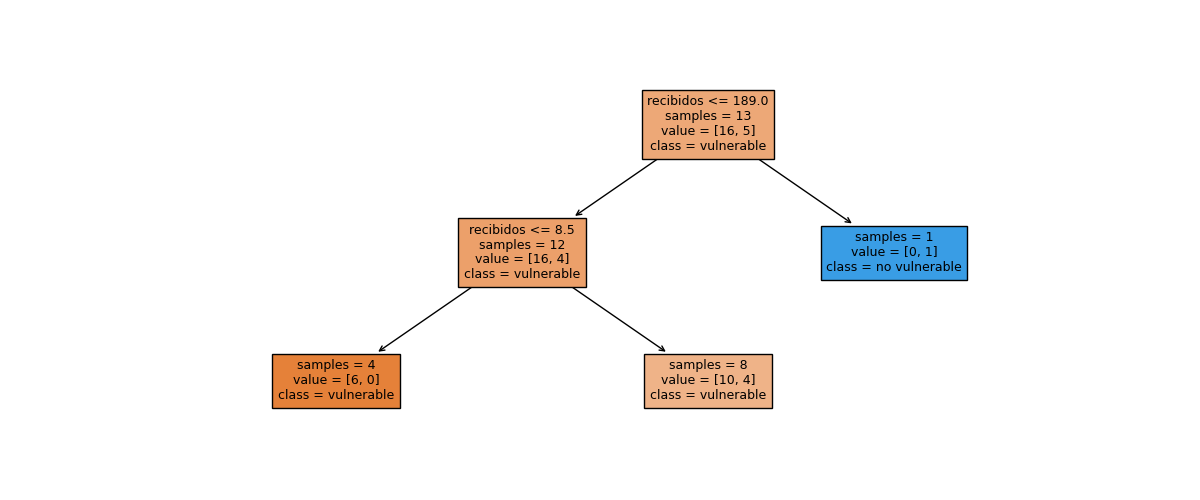 recibidos <= 189.0
samples = 13
value = [16, 5]
class = vulnerable
recibidos <= 8.5
samples = 12
value = [16, 4]
class = vulnerable
samples = 1
value = [0, 1]
class = no vulnerable
samples = 4
value = [6, 0]
class = vulnerable
samples = 8
value = [10, 4]
class = vulnerable